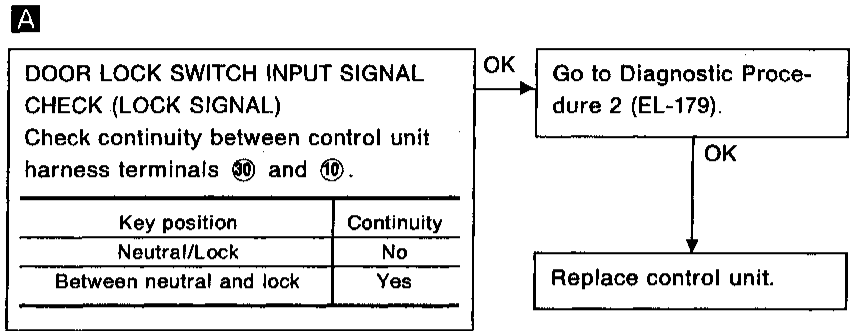 A
DOOR LOCK SWITCH INPUT SIGNAL
CHECK (LOCK SIGNAL)
Check continuity between control unit
harness terminals ㉚ and ⑩.
Key position Continuity
Neutral/Lock No
Between neutral and lock Yes
OK
Go to Diagnostic Proce-
dure 2 (EL-179).
OK
Replace control unit.